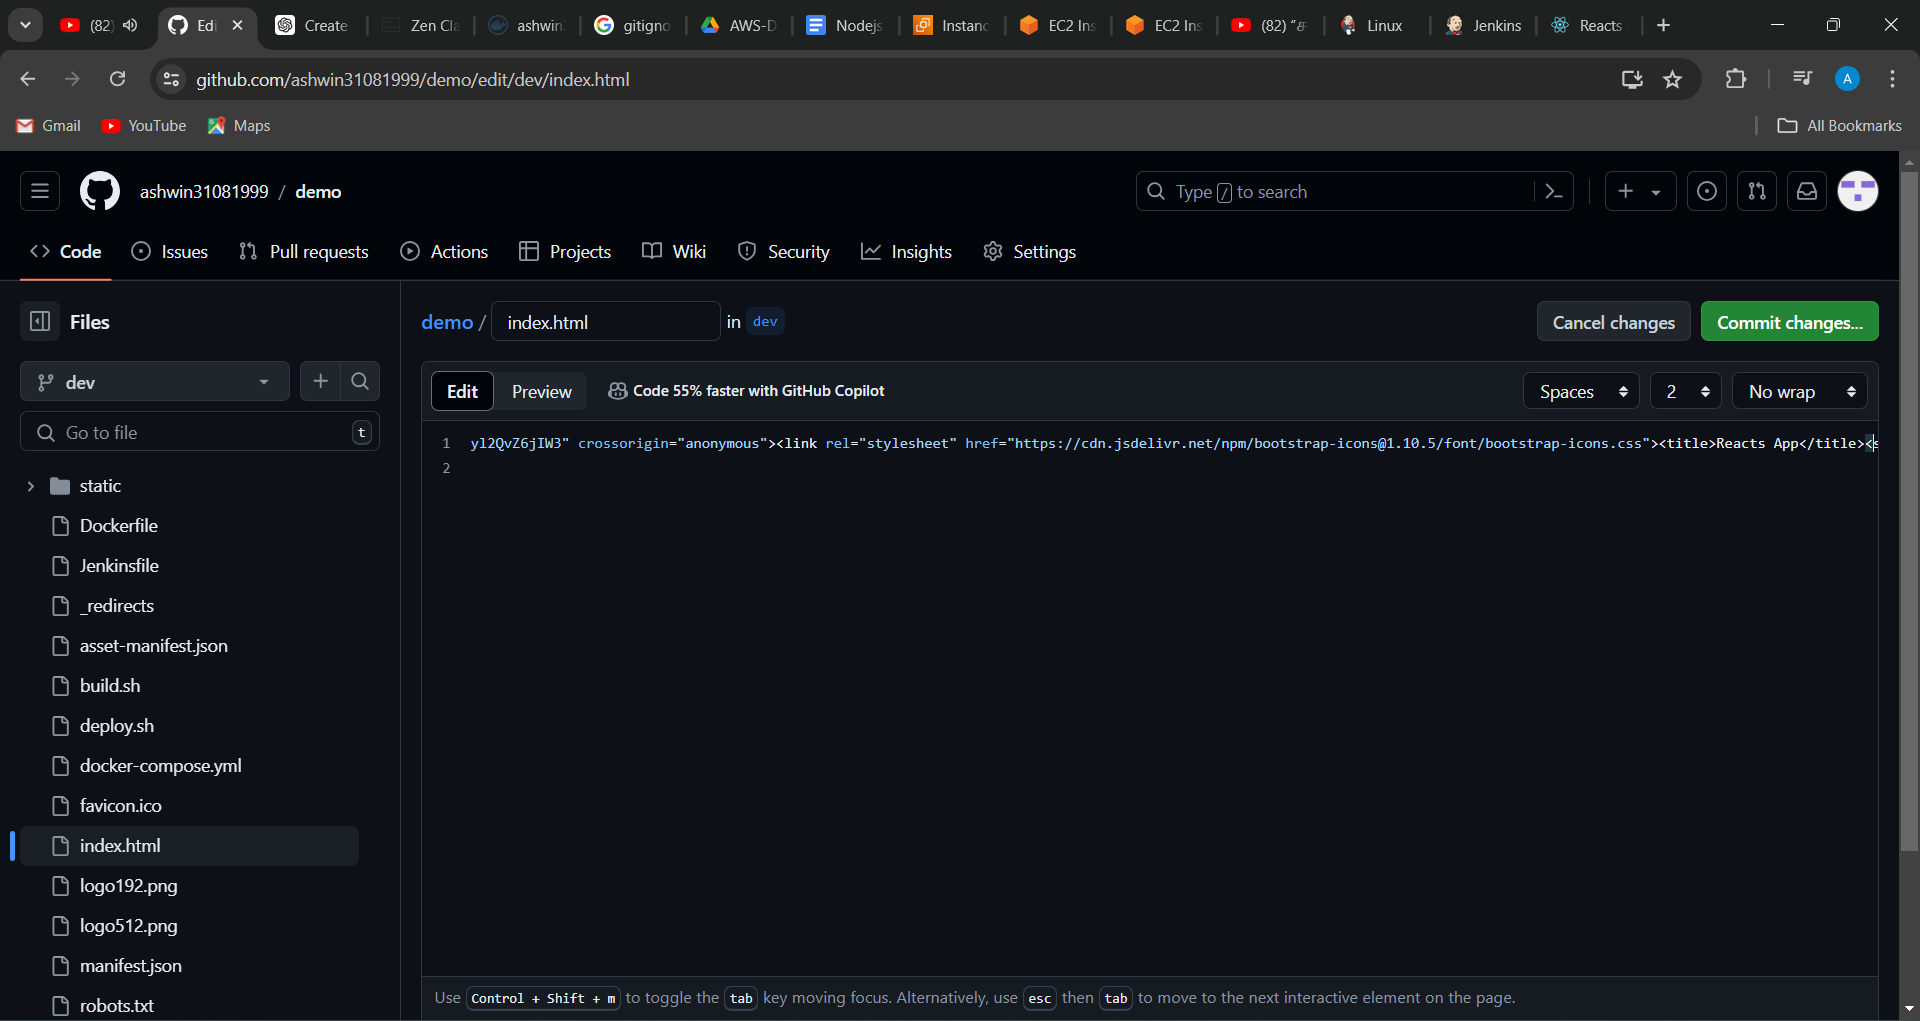 (82)
Edi
Create
Zen Cla
ashwin
gitigno
AWS-D
Nodejs
Instanc
EC2 Ins
EC2 Ins
Linux
Jenkins
Reacts
github.com/ashwin31081999/demo/edit/dev/index.html
A
Gmail YouTube Maps
All Bookmarks
ashwin31081999 / demo
Type / to search
Code Issues Pull requests Actions Projects Wiki Security Insights Settings
Files
demo / index.html in dev
Cancel changes Commit changes...
dev
Edit Preview Code 55% faster with GitHub Copilot
Spaces 2 No wrap
Go to file t
1 yl2QvZ6jIW3" crossorigin="anonymous"><link rel="stylesheet" href="https://cdn.jsdelivr.net/npm/bootstrap-icons@1.10.5/font/bootstrap-icons.css"><title>Reacts App</title><s
2
static
Dockerfile
Jenkinsfile
_redirects
asset-manifest.json
build.sh
deploy.sh
docker-compose.yml
favicon.ico
index.html
logo192.png
logo512.png
manifest.json
robots.txt
Use Control + Shift + m to toggle the tab key moving focus. Alternatively, use esc then tab to move to the next interactive element on the page.